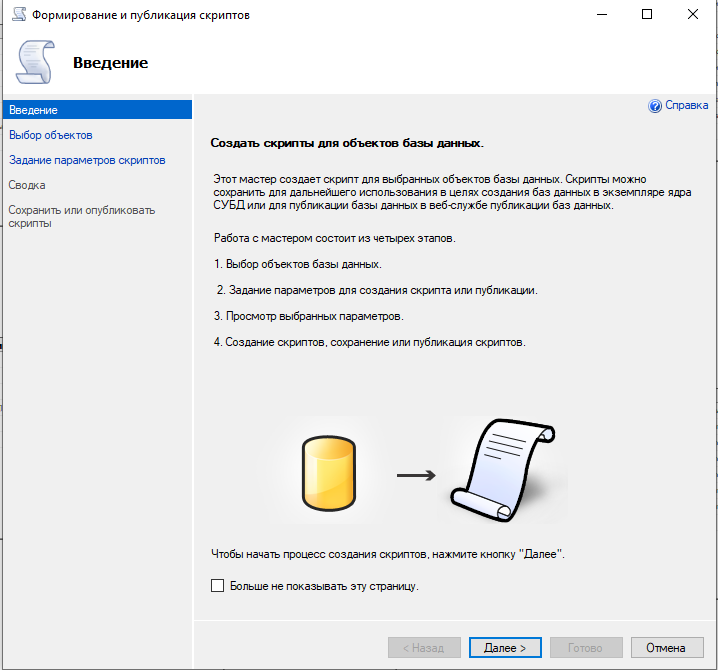 Формирование и публикация скриптов
Введение
Введение
Выбор объектов
Задание параметров скриптов
Сводка
Сохранить или опубликовать
скрипты
Справка
Создать скрипты для объектов базы данных.
Этот мастер создает скрипт для выбранных объектов базы данных. Скрипты можно
сохранить для дальнейшего использования в целях создания баз данных в экземпляре ядра
СУБД или для публикации базы данных в веб-службе публикации баз данных.
Работа с мастером состоит из четырех этапов.
1. Выбор объектов базы данных.
2. Задание параметров для создания скрипта или публикации.
3. Просмотр выбранных параметров.
4. Создание скриптов, сохранение или публикация скриптов.
Чтобы начать процесс создания скриптов, нажмите кнопку "Далее".
Больше не показывать эту страницу.
< Назад
Далее >
Готово
Отмена